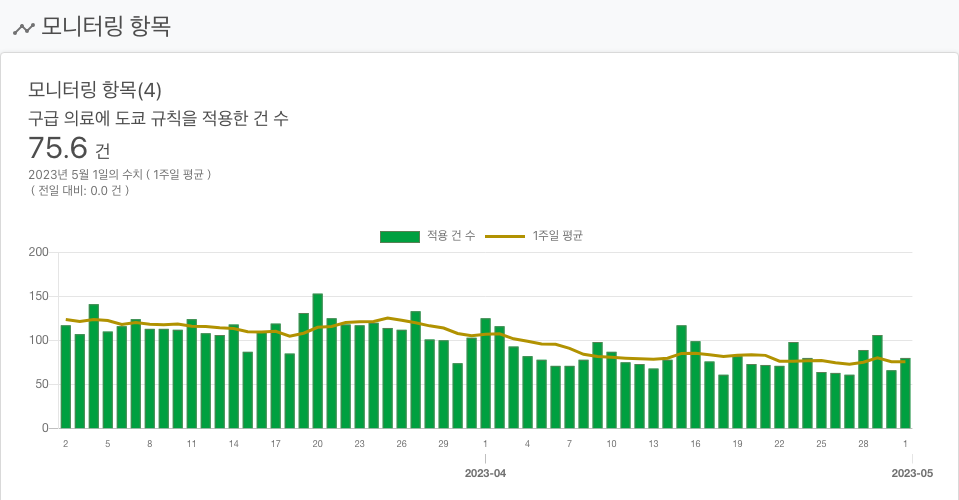 모니터링 항목
모니터링 항목(4)
구급 의료에 도쿄 규칙을 적용한 건 수
75.6 건
2023년 5월 1일의 수치 ( 1주일 평균 )
( 전일 대비: 0.0 건 )
적용 건 수 1주일 평균
200
150
100
50
0
2 5 8 11 14 17 20 23 26 29 1 4 7 10 13 16 19 22 25 28 1
2023-04 2023-05